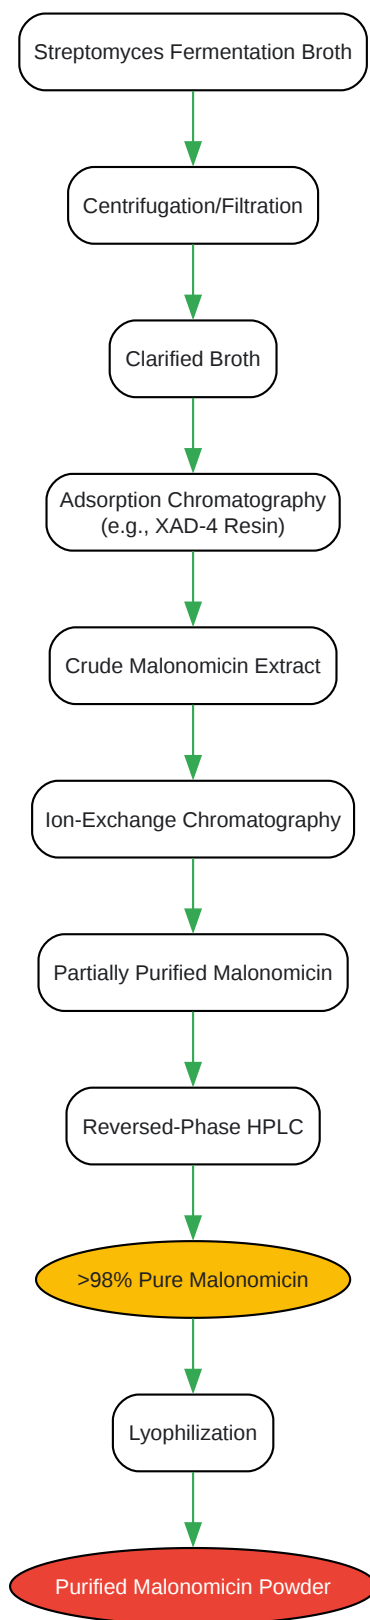 Streptomyces Fermentation Broth
Centrifugation/Filtration
Clarified Broth
Adsorption Chromatography
(e.g., XAD-4 Resin)
Crude Malonomicin Extract
Ion-Exchange Chromatography
Partially Purified Malonomicin
Reversed-Phase HPLC
>98% Pure Malonomicin
Lyophilization
Purified Malonomicin Powder